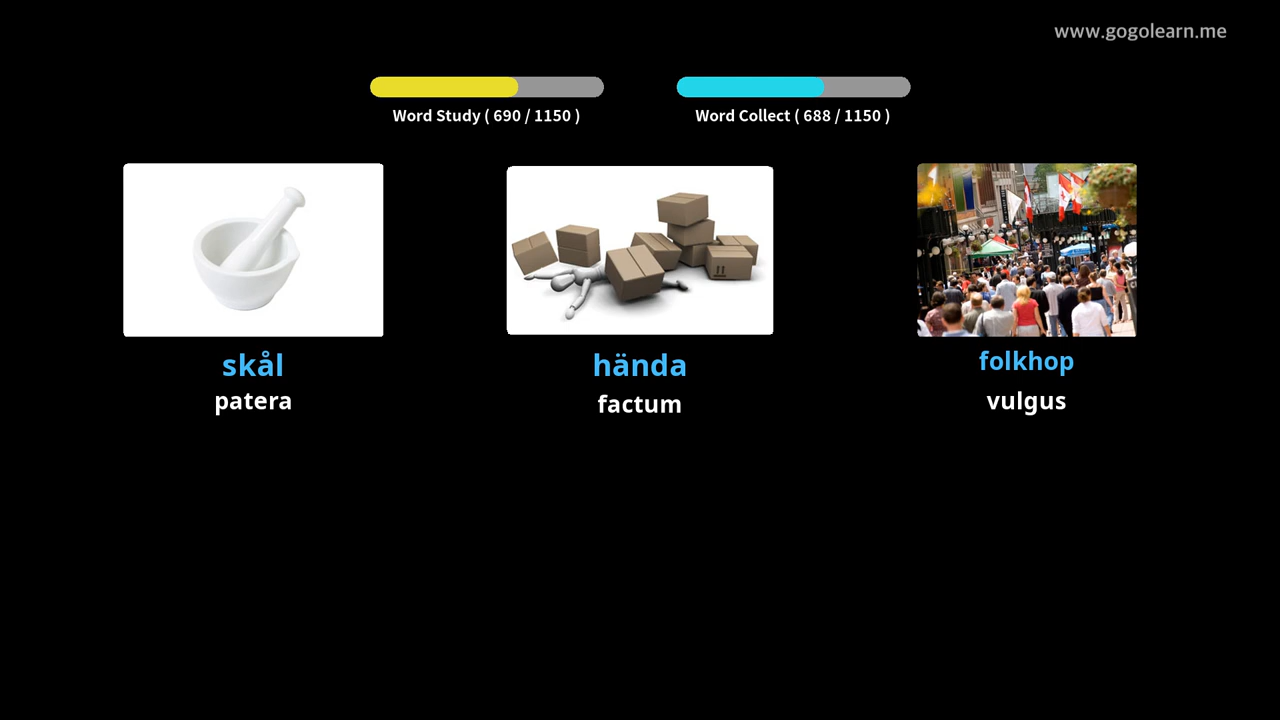 www.gogolearn.me
Word Study ( 690 / 1150 )
Word Collect ( 688 / 1150 )
skål
patera
hända
factum
folkhop
vulgus